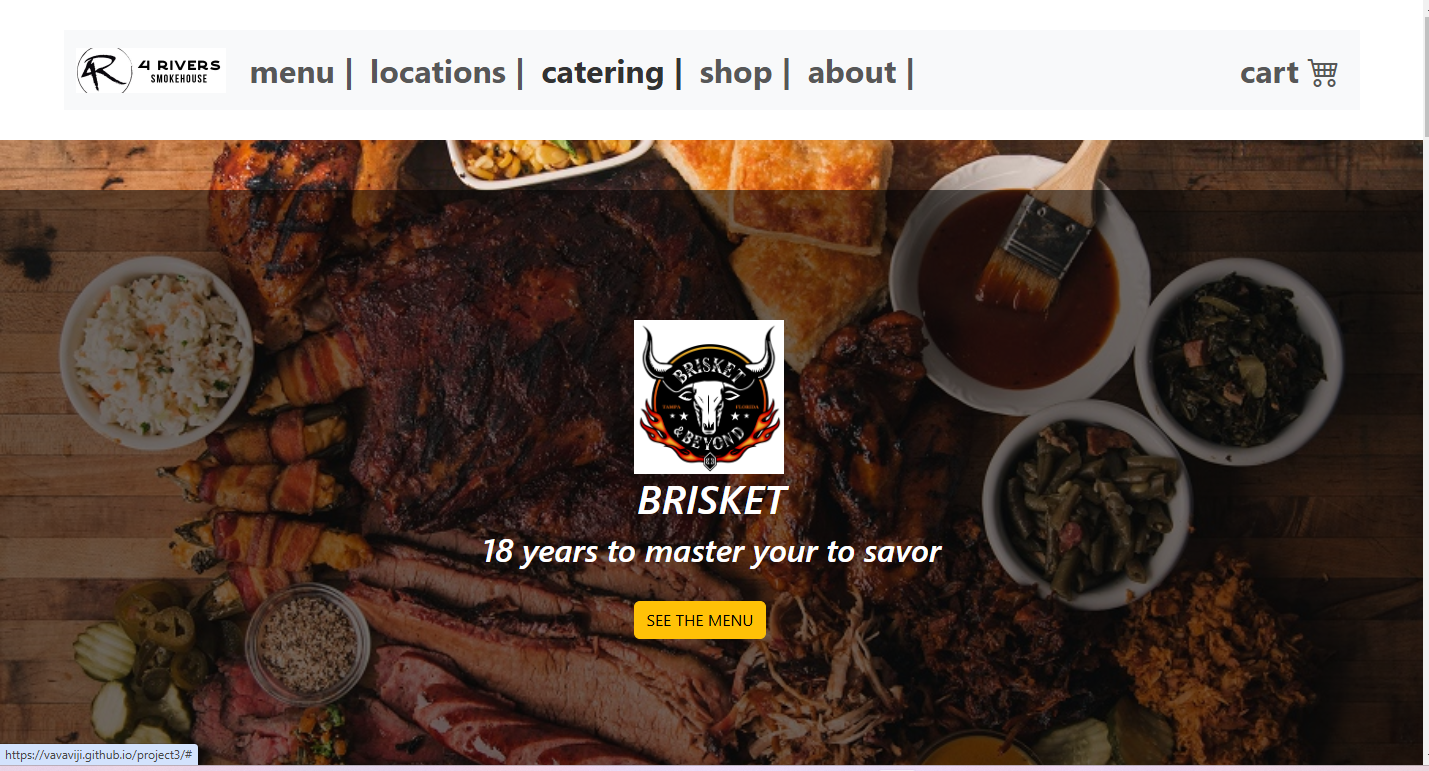 4 RIVERS
SMOKEHOUSE
menu | locations | catering | shop | about |
cart
BRISKET
TAMPA FLORIDA
& BEYOND
BRISKET
18 years to master your to savor
SEE THE MENU
https://vavaviji.github.io/project3/#